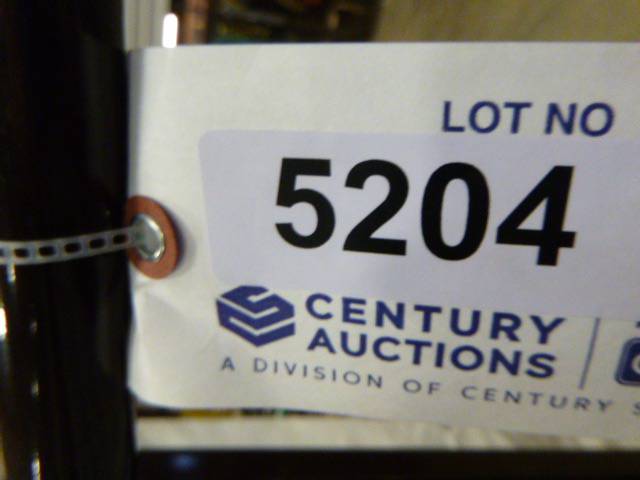 LOT NO
5204
CENTURY
AUCTIONS
A DIVISION OF CENTURY